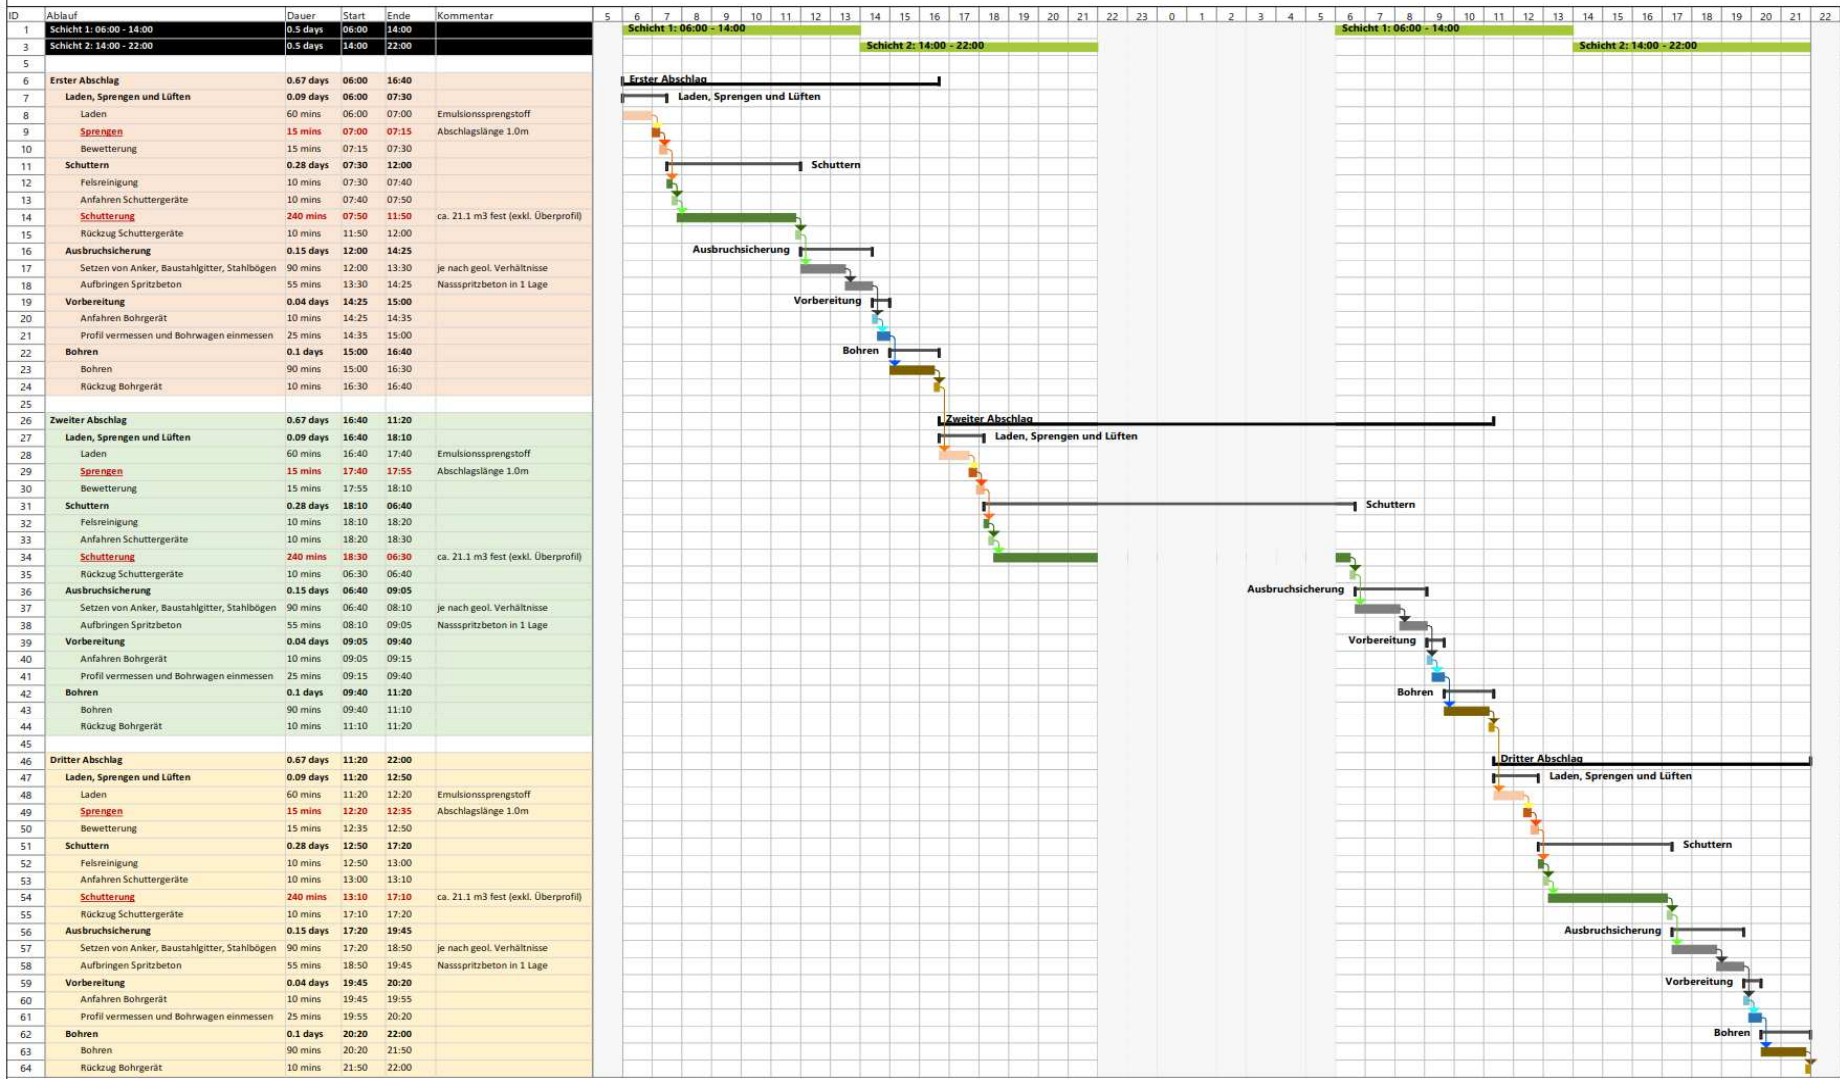 ID Ablauf Dauer Start Ende Kommentar 5 6 7 8 9 10 11 12 13 14 15 16 17 18 19 20 21 22 23 0 1 2 3 4 5 6 7 8 9 10 11 12 13 14 15 16 17 18 19 20 21 22
1 Schicht 1: 06:00 - 14:00 0.5 days 06:00 14:00 Schicht 1: 06:00 - 14:00 Schicht 1: 06:00 - 14:00
3 Schicht 2: 14:00 - 22:00 0.5 days 14:00 22:00 Schicht 2: 14:00 - 22:00 Schicht 2: 14:00 - 22:00
5
6 Erster Abschlag 0.67 days 06:00 16:40 Erster Abschlag
7 Laden, Sprengen und Lüften 0.09 days 06:00 07:30 Laden, Sprengen und Lüften
8 Laden 60 mins 06:00 07:00 Emulsionssprengstoff
9 Sprengen 15 mins 07:00 07:15 Abschlagslänge 1.0m
10 Bewetterung 15 mins 07:15 07:30
11 Schuttern 0.28 days 07:30 12:00 Schuttern
12 Felsreinigung 10 mins 07:30 07:40
13 Anfahren Schuttergeräte 10 mins 07:40 07:50
14 Schutterung 240 mins 07:50 11:50 ca. 21.1 m3 fest (exkl. Überprofil)
15 Rückzug Schuttergeräte 10 mins 11:50 12:00
16 Ausbruchsicherung 0.15 days 12:00 14:25 Ausbruchsicherung
17 Setzen von Anker, Baustahlgitter, Stahlbögen 90 mins 12:00 13:30 je nach geol. Verhältnisse
18 Aufbringen Spritzbeton 55 mins 13:30 14:25 Nassspritzbeton in 1 Lage
19 Vorbereitung 0.04 days 14:25 15:00 Vorbereitung
20 Anfahren Bohrgerät 10 mins 14:25 14:35
21 Profil vermessen und Bohrwagen einmessen 25 mins 14:35 15:00
22 Bohren 0.1 days 15:00 16:40 Bohren
23 Bohren 90 mins 15:00 16:30
24 Rückzug Bohrgerät 10 mins 16:30 16:40
25
26 Zweiter Abschlag 0.67 days 16:40 11:20 Zweiter Abschlag
27 Laden, Sprengen und Lüften 0.09 days 16:40 18:10 Laden, Sprengen und Lüften
28 Laden 60 mins 16:40 17:40 Emulsionssprengstoff
29 Sprengen 15 mins 17:40 17:55 Abschlagslänge 1.0m
30 Bewetterung 15 mins 17:55 18:10
31 Schuttern 0.28 days 18:10 06:40 Schuttern
32 Felsreinigung 10 mins 18:10 18:20
33 Anfahren Schuttergeräte 10 mins 18:20 18:30
34 Schutterung 240 mins 18:30 06:30 ca. 21.1 m3 fest (exkl. Überprofil)
35 Rückzug Schuttergeräte 10 mins 06:30 06:40
36 Ausbruchsicherung 0.15 days 06:40 09:05 Ausbruchsicherung
37 Setzen von Anker, Baustahlgitter, Stahlbögen 90 mins 06:40 08:10 je nach geol. Verhältnisse
38 Aufbringen Spritzbeton 55 mins 08:10 09:05 Nassspritzbeton in 1 Lage
39 Vorbereitung 0.04 days 09:05 09:40 Vorbereitung
40 Anfahren Bohrgerät 10 mins 09:05 09:15
41 Profil vermessen und Bohrwagen einmessen 25 mins 09:15 09:40
42 Bohren 0.1 days 09:40 11:20 Bohren
43 Bohren 90 mins 09:40 11:10
44 Rückzug Bohrgerät 10 mins 11:10 11:20
45
46 Dritter Abschlag 0.67 days 11:20 22:00 Dritter Abschlag
47 Laden, Sprengen und Lüften 0.09 days 11:20 12:50 Laden, Sprengen und Lüften
48 Laden 60 mins 11:20 12:20 Emulsionssprengstoff
49 Sprengen 15 mins 12:20 12:35 Abschlagslänge 1.0m
50 Bewetterung 15 mins 12:35 12:50
51 Schuttern 0.28 days 12:50 17:20 Schuttern
52 Felsreinigung 10 mins 12:50 13:00
53 Anfahren Schuttergeräte 10 mins 13:00 13:10
54 Schutterung 240 mins 13:10 17:10 ca. 21.1 m3 fest (exkl. Überprofil)
55 Rückzug Schuttergeräte 10 mins 17:10 17:20
56 Ausbruchsicherung 0.15 days 17:20 19:45 Ausbruchsicherung
57 Setzen von Anker, Baustahlgitter, Stahlbögen 90 mins 17:20 18:50 je nach geol. Verhältnisse
58 Aufbringen Spritzbeton 55 mins 18:50 19:45 Nassspritzbeton in 1 Lage
59 Vorbereitung 0.04 days 19:45 20:20 Vorbereitung
60 Anfahren Bohrgerät 10 mins 19:45 19:55
61 Profil vermessen und Bohrwagen einmessen 25 mins 19:55 20:20
62 Bohren 0.1 days 20:20 22:00 Bohren
63 Bohren 90 mins 20:20 21:50
64 Rückzug Bohrgerät 10 mins 21:50 22:00